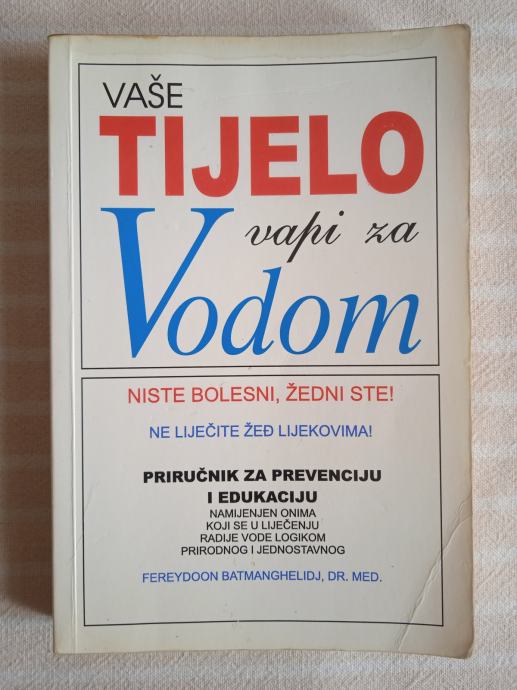 VAŠE
TIJELO
vapi za
Vodom
NISTE BOLESNI, ŽEDNI STE!
NE LIJEČITE ŽEĐ LIJEKOVIMA!
PRIRUČNIK ZA PREVENCIJU
I EDUKACIJU
NAMIJENJEN ONIMA
KOJI SE U LIJEČENJU
RADIJE VODE LOGIKOM
PRIRODNOG I JEDNOSTAVNOG
FEREYDOON BATMANGHELIDJ, DR. MED.